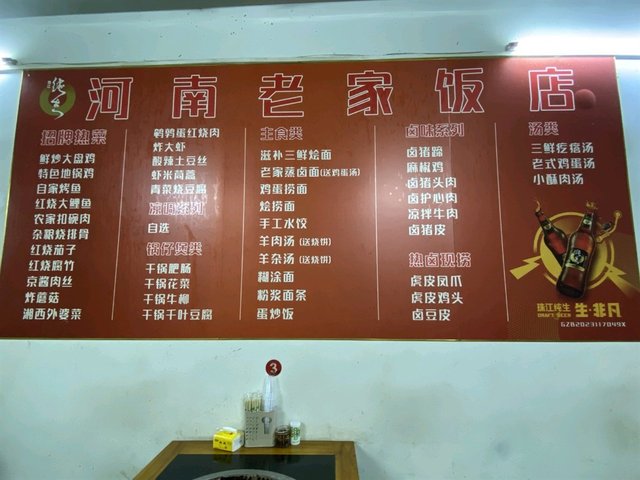 河南老家饭店
招牌热菜
鲜炒大盘鸡
特色地锅鸡
自家烤鱼
红烧大鲤鱼
农家扣碗肉
杂粮烧排骨
红烧茄子
红烧腐竹
京酱肉丝
炸蘑菇
湘西外婆菜
鹌鹑蛋红烧肉
炸大虾
酸辣土豆丝
虾米茼蒿
青菜烧豆腐
凉调系列
自选
锅仔煲类
干锅肥肠
干锅花菜
干锅牛柳
干锅千叶豆腐
主食类
滋补三鲜烩面
老家蒸卤面(送鸡蛋汤)
鸡蛋捞面
烩捞面
手工水饺
羊肉汤(送烧饼)
羊杂汤(送烧饼)
糊涂面
粉浆面条
蛋炒饭
卤味系列
卤猪蹄
麻椒鸡
卤猪头肉
卤护心肉
凉拌牛肉
卤猪皮
热卤现捞
虎皮凤爪
虎皮鸡头
卤豆皮
汤类
三鲜疙瘩汤
老式鸡蛋汤
小酥肉汤
珠江纯生
DRAFT BEER
生·非凡
GZB2023117049X
3